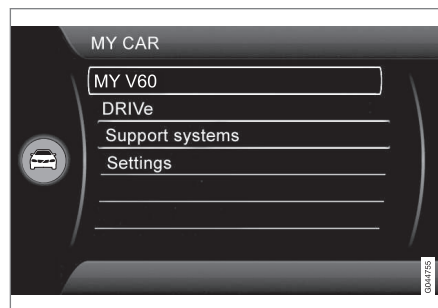 MY CAR
MY V60
DRIVe
Support systems
Settings
G044755